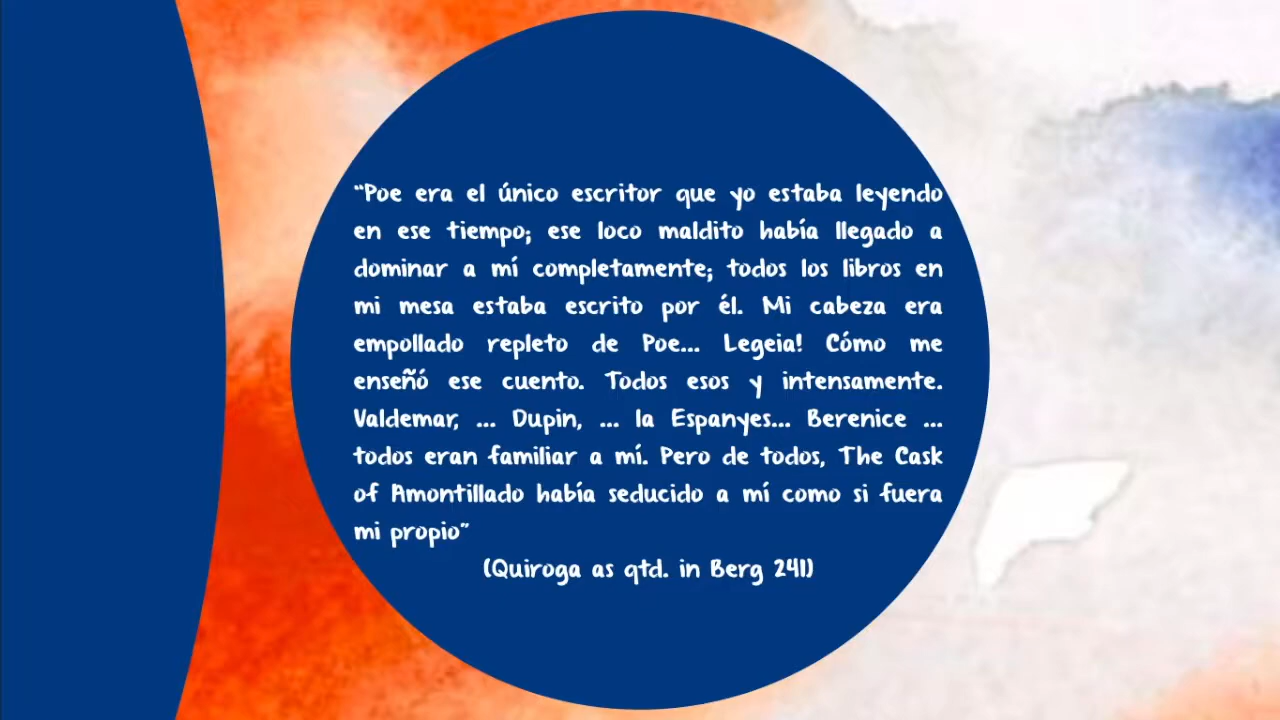 “Poe era el único escritor que yo estaba leyendo
en ese tiempo; ese loco maldito había llegado a
dominar a mí completamente; todos los libros en
mi mesa estaba escrito por él. Mi cabeza era
empollado repleto de Poe... Legeia! Cómo me
enseñó ese cuento. Todos esos y intensamente.
Valdemar, ... Dupin, ... la Espanyes... Berenice ...
todos eran familiar a mí. Pero de todos, The Cask
of Amontillado había seducido a mí como si fuera
mi propio”
(Quiroga as qtd. in Berg 241)